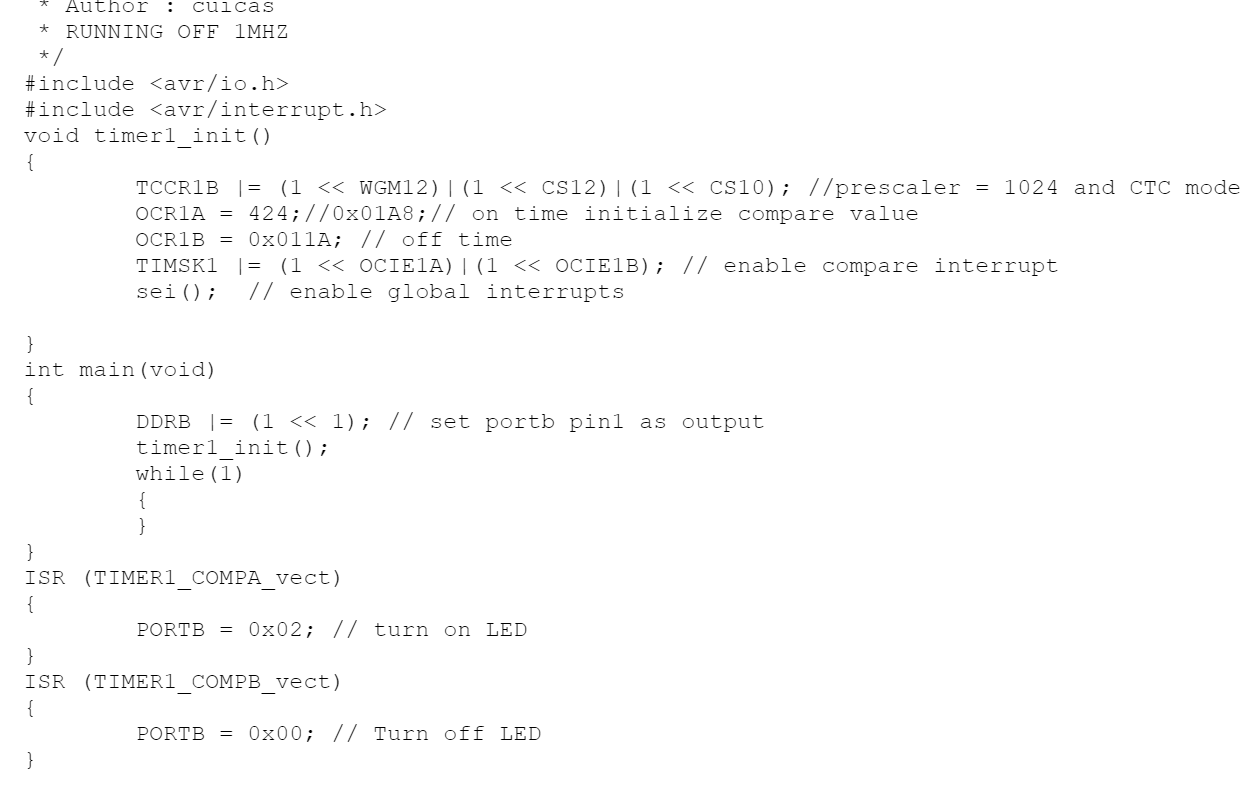 * Author : cuicas
* RUNNING OFF 1MHZ
*/
#include <avr/io.h>
#include <avr/interrupt.h>
void timer1_init()
{
TCCR1B |= (1 << WGM12)|(1 << CS12)|(1 << CS10); //prescaler = 1024 and CTC mode
OCR1A = 424;//0x01A8;// on time initialize compare value
OCR1B = 0x011A; // off time
TIMSK1 |= (1 << OCIE1A)|(1 << OCIE1B); // enable compare interrupt
sei();  // enable global interrupts
}
int main(void)
{
DDRB |= (1 << 1); // set portb pin1 as output
timer1_init();
while(1)
{
}
}
ISR (TIMER1_COMPA_vect)
{
PORTB = 0x02; // turn on LED
}
ISR (TIMER1_COMPB_vect)
{
PORTB = 0x00; // Turn off LED
}